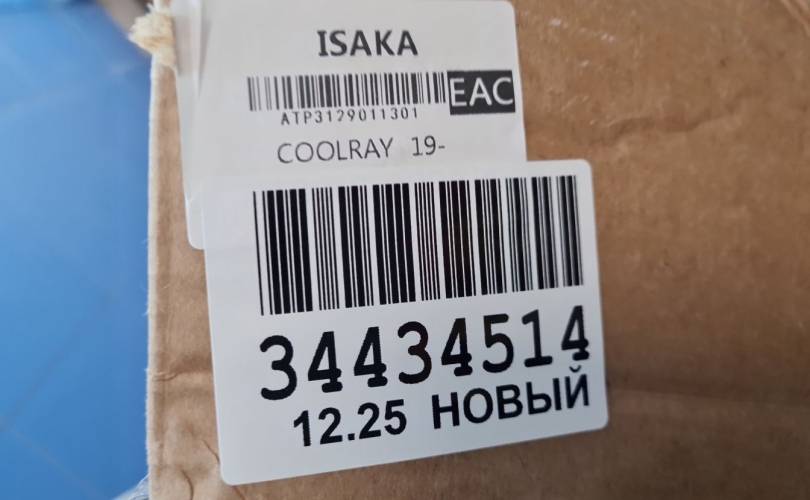 ISAKA
EAC
ATP3129011301
COOLRAY 19-
34434514
12.25 НОВЫЙ